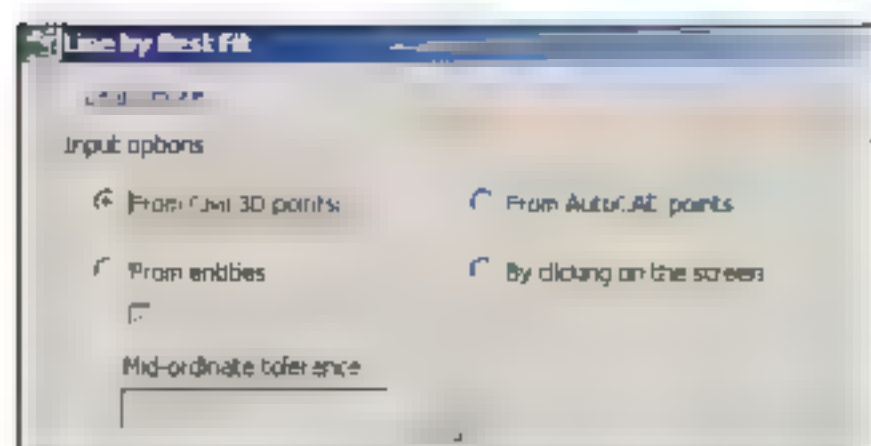 Line by Best Fit
Input options
From Civil 3D points
From AutoCAD points
From entities
By clicking on the screen
Mid-ordinate tolerance